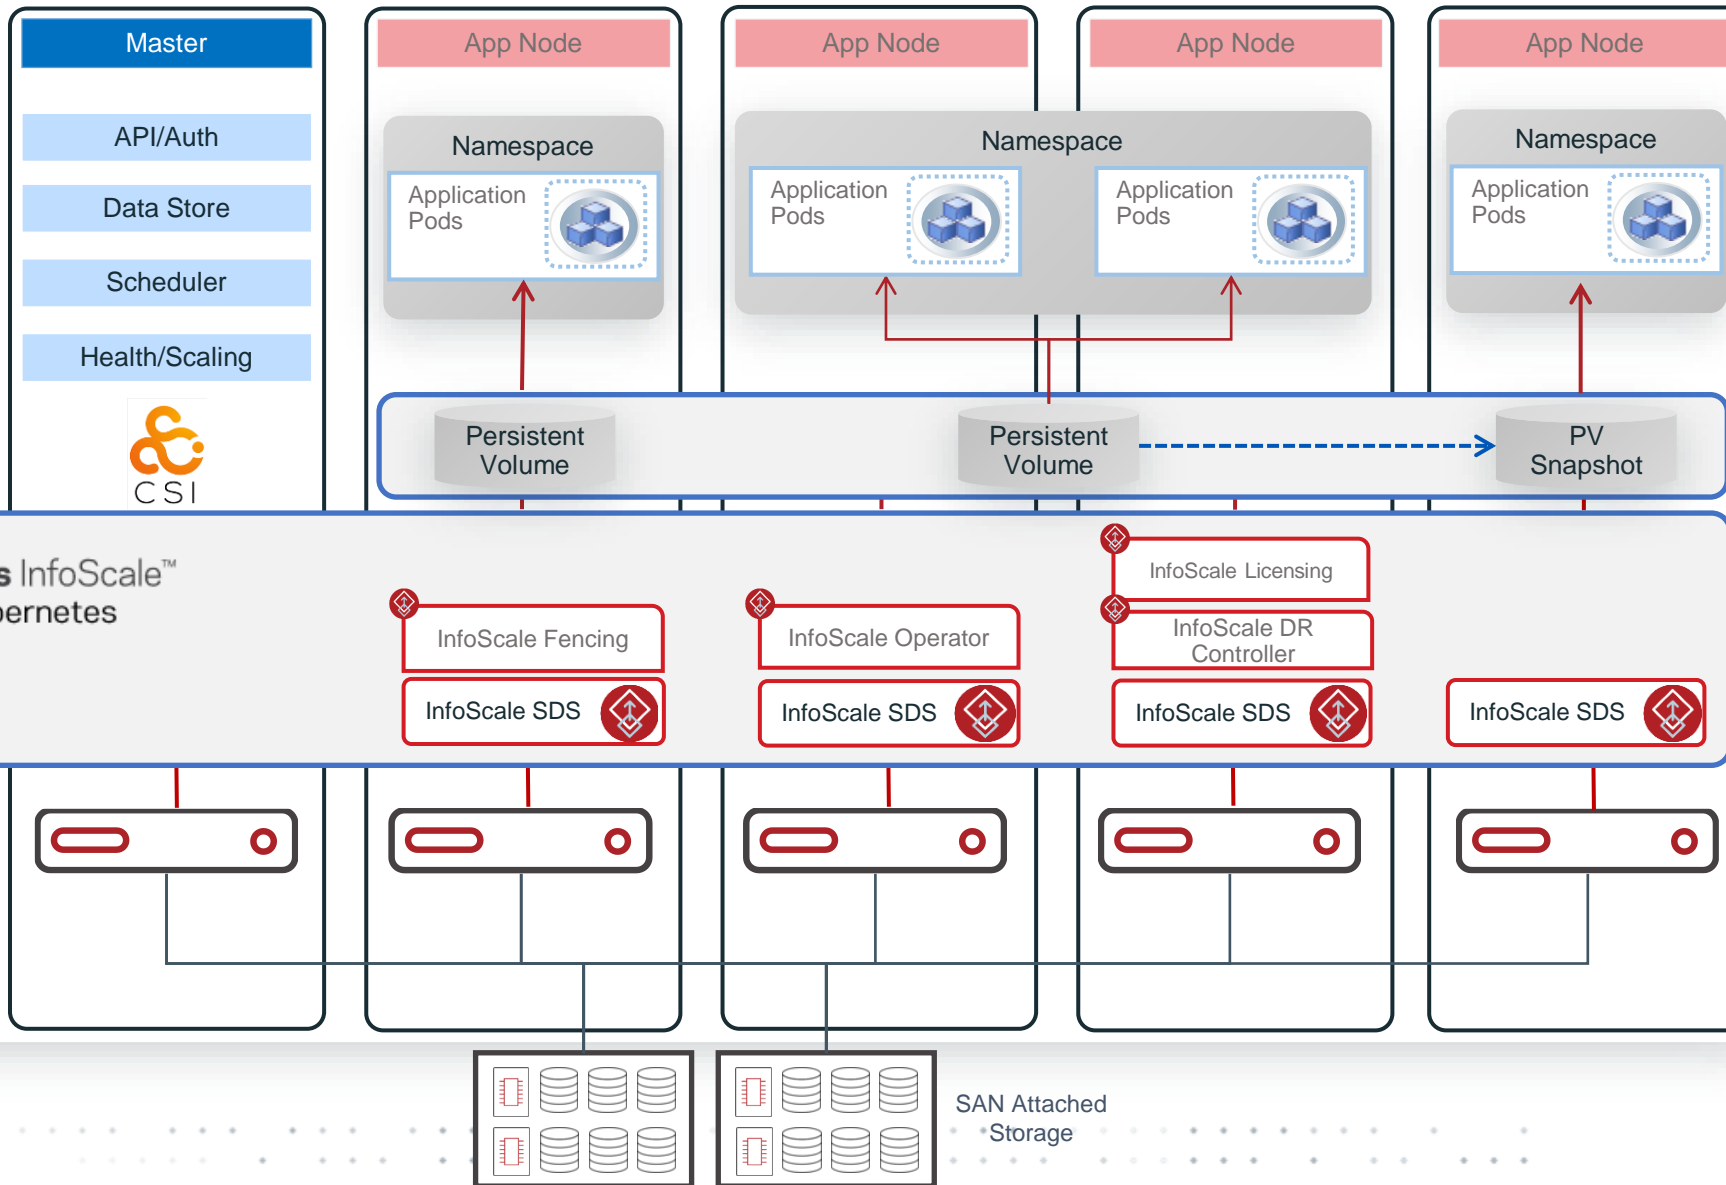 Master
App Node
App Node
App Node
App Node
API/Auth
Data Store
Scheduler
Health/Scaling
CSI
Namespace
Application
Pods
Namespace
Application
Pods
Application
Pods
Namespace
Application
Pods
Persistent
Volume
Persistent
Volume
PV
Snapshot
s InfoScale™
bernetes
InfoScale Fencing
InfoScale SDS
InfoScale Operator
InfoScale SDS
InfoScale Licensing
InfoScale DR
Controller
InfoScale SDS
InfoScale SDS
SAN Attached
Storage